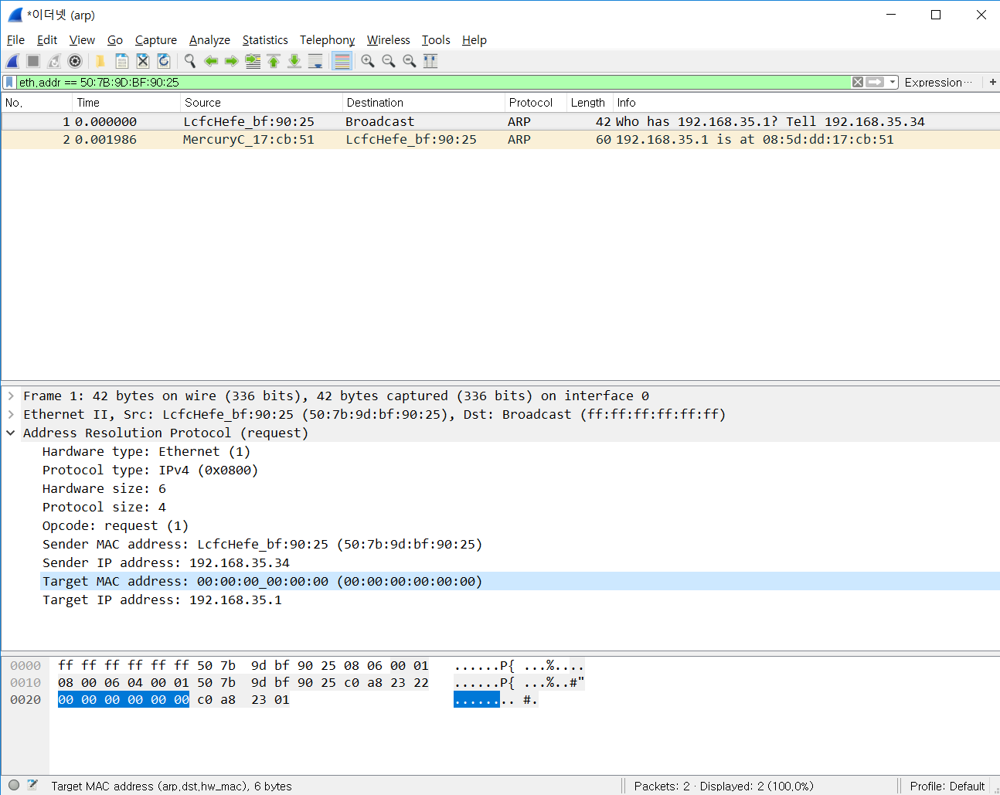 *이더넷 (arp)
File Edit View Go Capture Analyze Statistics Telephony Wireless Tools Help
eth.addr == 50:7B:9D:BF:90:25 Expression… +
No. Time Source Destination Protocol Length Info
1 0.000000 LcfcHefe_bf:90:25 Broadcast ARP 42 Who has 192.168.35.1? Tell 192.168.35.34
2 0.001986 MercuryC_17:cb:51 LcfcHefe_bf:90:25 ARP 60 192.168.35.1 is at 08:5d:dd:17:cb:51
Frame 1: 42 bytes on wire (336 bits), 42 bytes captured (336 bits) on interface 0
Ethernet II, Src: LcfcHefe_bf:90:25 (50:7b:9d:bf:90:25), Dst: Broadcast (ff:ff:ff:ff:ff:ff)
Address Resolution Protocol (request)
Hardware type: Ethernet (1)
Protocol type: IPv4 (0x0800)
Hardware size: 6
Protocol size: 4
Opcode: request (1)
Sender MAC address: LcfcHefe_bf:90:25 (50:7b:9d:bf:90:25)
Sender IP address: 192.168.35.34
Target MAC address: 00:00:00_00:00:00 (00:00:00:00:00:00)
Target IP address: 192.168.35.1
0000 ff ff ff ff ff ff 50 7b 9d bf 90 25 08 06 00 01 ......P{ ...%....
0010 08 00 06 04 00 01 50 7b 9d bf 90 25 c0 a8 23 22 ......P{ ...%..#"
0020 00 00 00 00 00 00 c0 a8 23 01 ........ #.
Target MAC address (arp.dst.hw_mac), 6 bytes Packets: 2 · Displayed: 2 (100.0%) Profile: Default